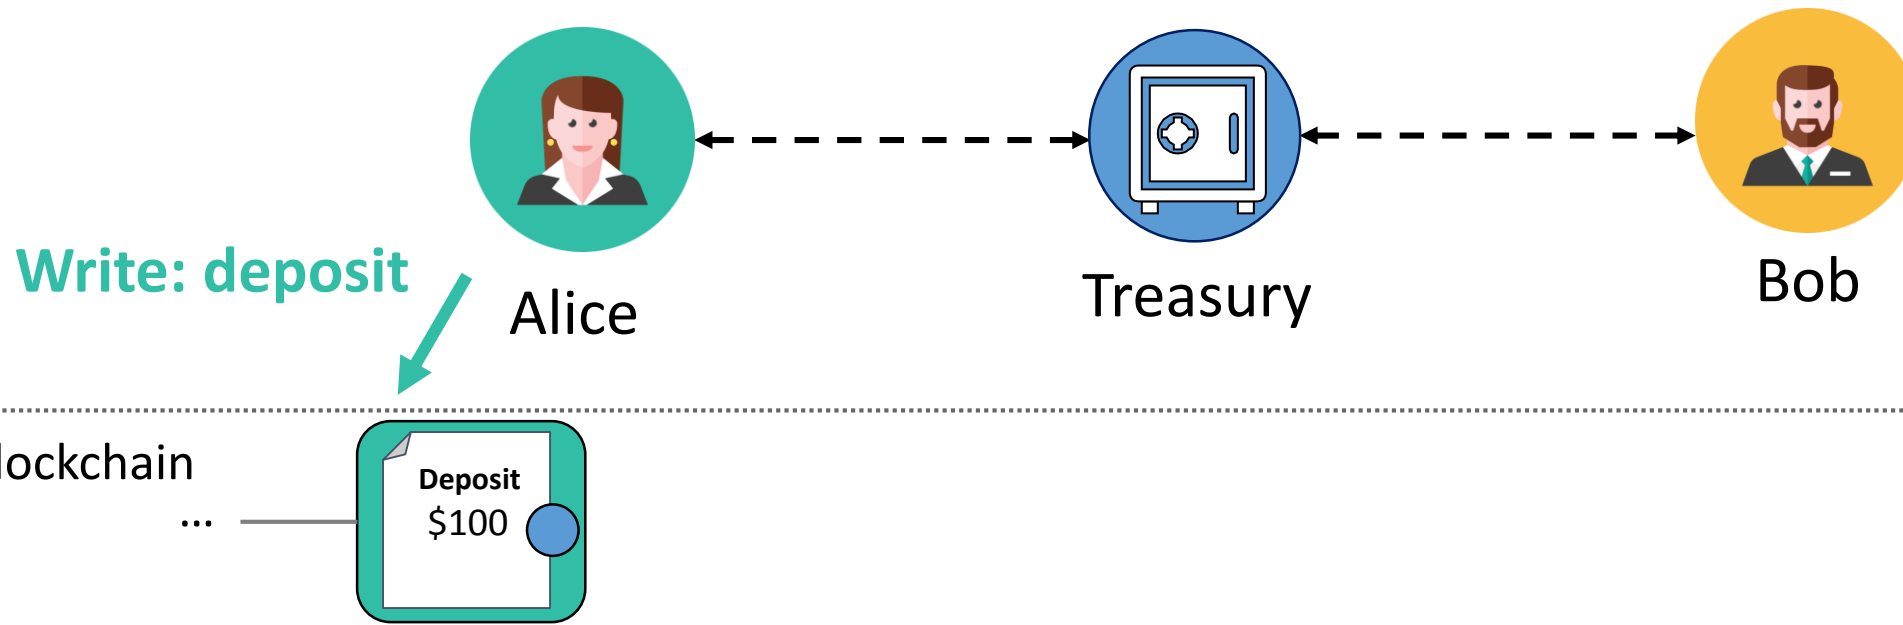 Write: deposit
Alice
Treasury
Bob
lockchain
...
Deposit
$100